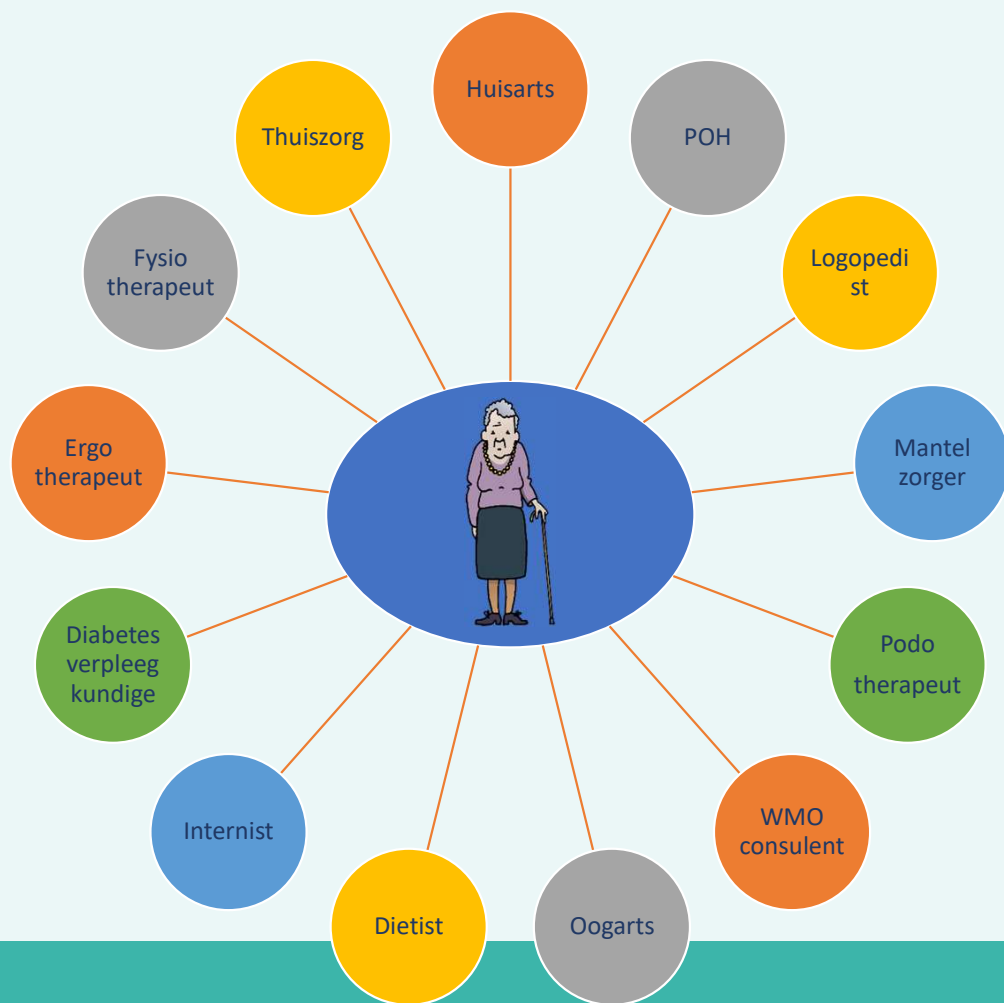 Huisarts
POH
Logopedi
st
Mantel
zorger
Podo
therapeut
WMO
consulent
Oogarts
Dietist
Internist
Diabetes
verpleeg
kundige
Ergo
therapeut
Fysio
therapeut
Thuiszorg